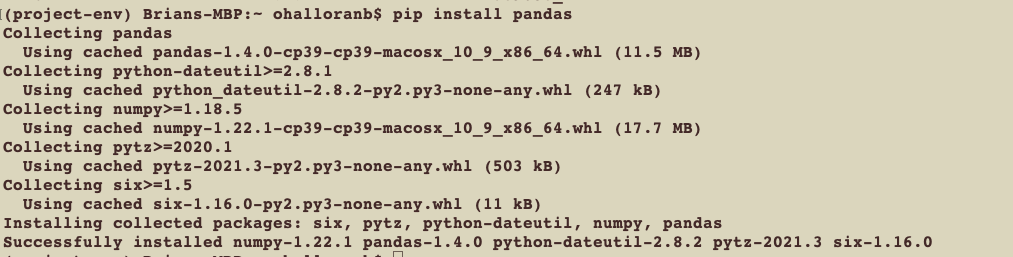 (project-env) Brians-MBP:~ ohalloranb$ pip install pandas
Collecting pandas
  Using cached pandas-1.4.0-cp39-cp39-macosx_10_9_x86_64.whl (11.5 MB)
Collecting python-dateutil>=2.8.1
  Using cached python_dateutil-2.8.2-py2.py3-none-any.whl (247 kB)
Collecting numpy>=1.18.5
  Using cached numpy-1.22.1-cp39-cp39-macosx_10_9_x86_64.whl (17.7 MB)
Collecting pytz>=2020.1
  Using cached pytz-2021.3-py2.py3-none-any.whl (503 kB)
Collecting six>=1.5
  Using cached six-1.16.0-py2.py3-none-any.whl (11 kB)
Installing collected packages: six, pytz, python-dateutil, numpy, pandas
Successfully installed numpy-1.22.1 pandas-1.4.0 python-dateutil-2.8.2 pytz-2021.3 six-1.16.0